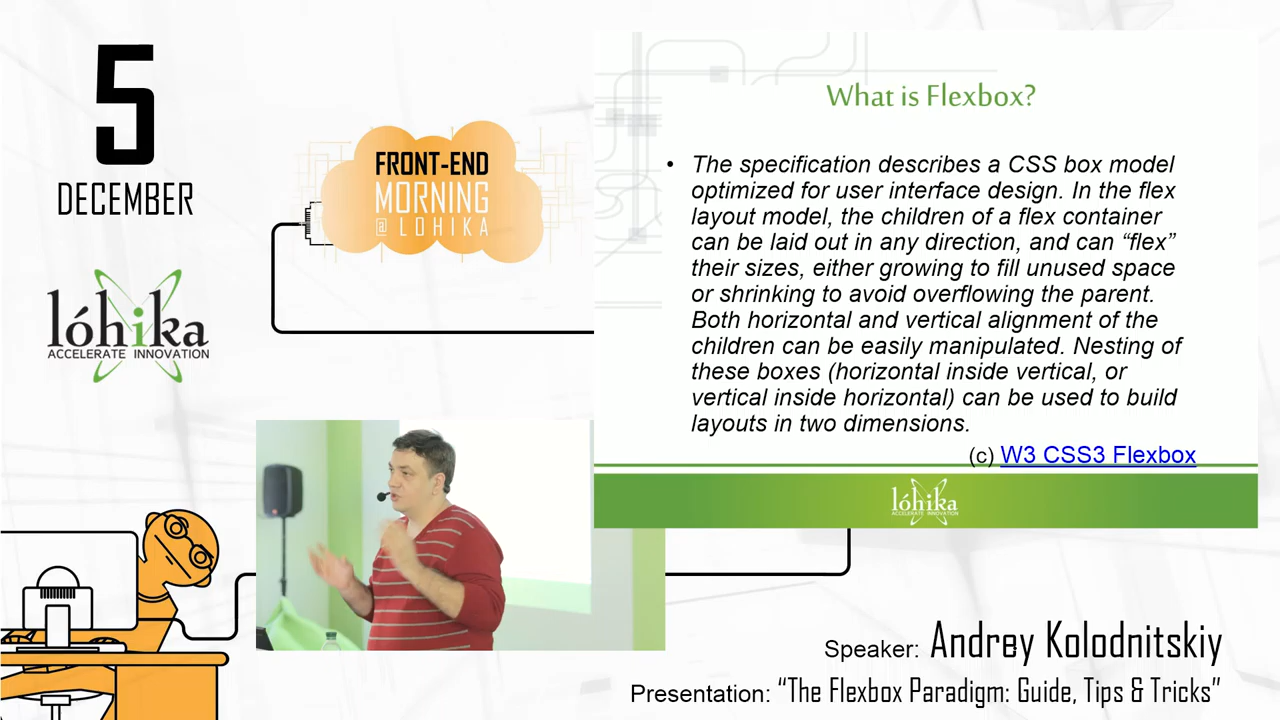 5
DECEMBER
lóhika
ACCELERATE INNOVATION
FRONT-END
MORNING
@ LOHIKA
What is Flexbox?
• The specification describes a CSS box model
optimized for user interface design. In the flex
layout model, the children of a flex container
can be laid out in any direction, and can “flex”
their sizes, either growing to fill unused space
or shrinking to avoid overflowing the parent.
Both horizontal and vertical alignment of the
children can be easily manipulated. Nesting of
these boxes (horizontal inside vertical, or
vertical inside horizontal) can be used to build
layouts in two dimensions.
(c) W3 CSS3 Flexbox
lóhika
ACCELERATE INNOVATION
Speaker: Andrey Kolodnitskiy
Presentation: “The Flexbox Paradigm: Guide, Tips & Tricks”